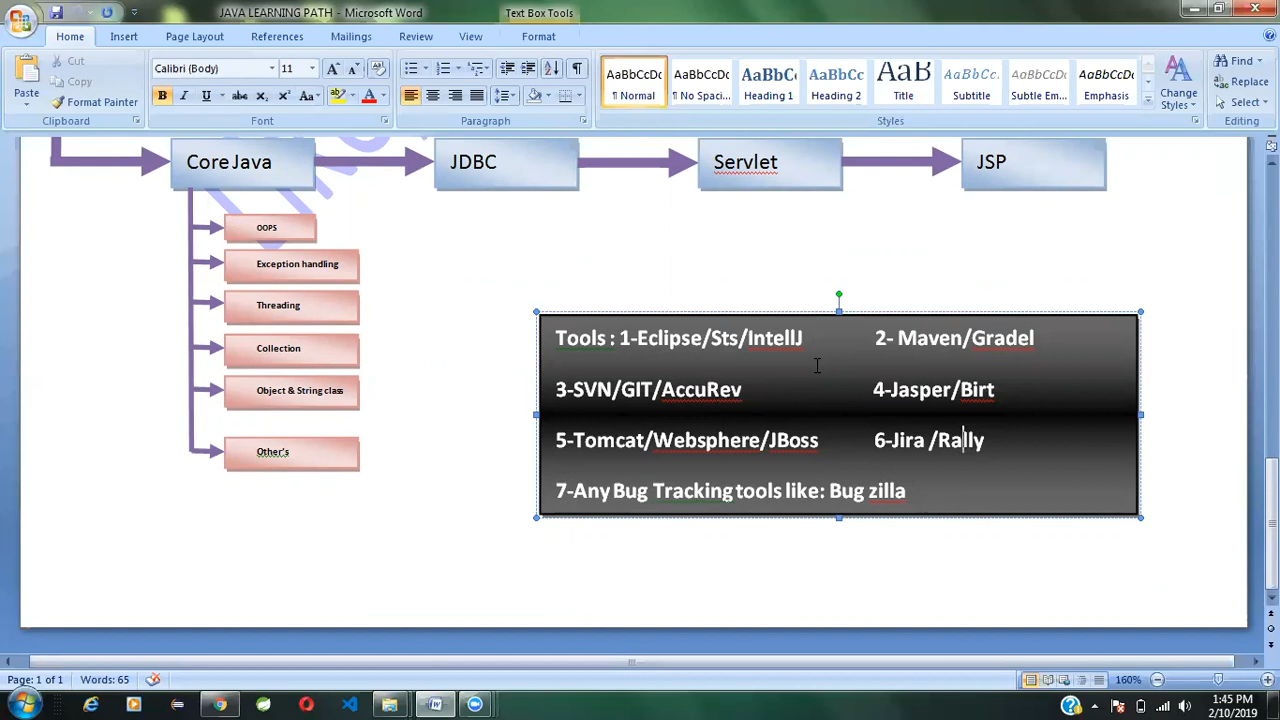 JAVA LEARNING PATH - Microsoft Word
Text Box Tools
Home Insert Page Layout References Mailings Review View Format
Paste
Cut
Copy
Format Painter
Clipboard
Calibri (Body) 11
Font
Paragraph
AaBbCcDc AaBbCcDc AaBbC AaBbCc AaB AaBbCc. AaBbCcDc AaBbCcDc
¶ Normal ¶ No Spaci... Heading 1 Heading 2 Title Subtitle Subtle Em... Emphasis
Change Styles
Styles
Find
Replace
Select
Editing
Core Java JDBC Servlet JSP
OOPS
Exception handling
Threading
Collection
Object & String class
Other's
Tools : 1-Eclipse/Sts/IntellJ 2- Maven/Gradel
3-SVN/GIT/AccuRev 4-Jasper/Birt
5-Tomcat/Websphere/JBoss 6-Jira /Rally
7-Any Bug Tracking tools like: Bug zilla
Page: 1 of 1 Words: 65 160%
1:45 PM
2/10/2019